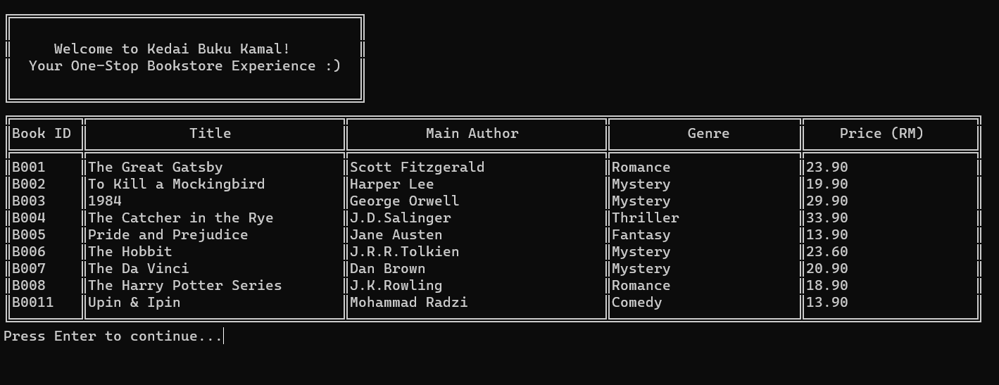 Welcome to Kedai Buku Kamal!
Your One-Stop Bookstore Experience :)
Book ID Title Main Author Genre Price (RM)
B001 The Great Gatsby Scott Fitzgerald Romance 23.90
B002 To Kill a Mockingbird Harper Lee Mystery 19.90
B003 1984 George Orwell Mystery 29.90
B004 The Catcher in the Rye J.D.Salinger Thriller 33.90
B005 Pride and Prejudice Jane Austen Fantasy 13.90
B006 The Hobbit J.R.R.Tolkien Mystery 23.60
B007 The Da Vinci Dan Brown Mystery 20.90
B008 The Harry Potter Series J.K.Rowling Romance 18.90
B0011 Upin & Ipin Mohammad Radzi Comedy 13.90
Press Enter to continue...